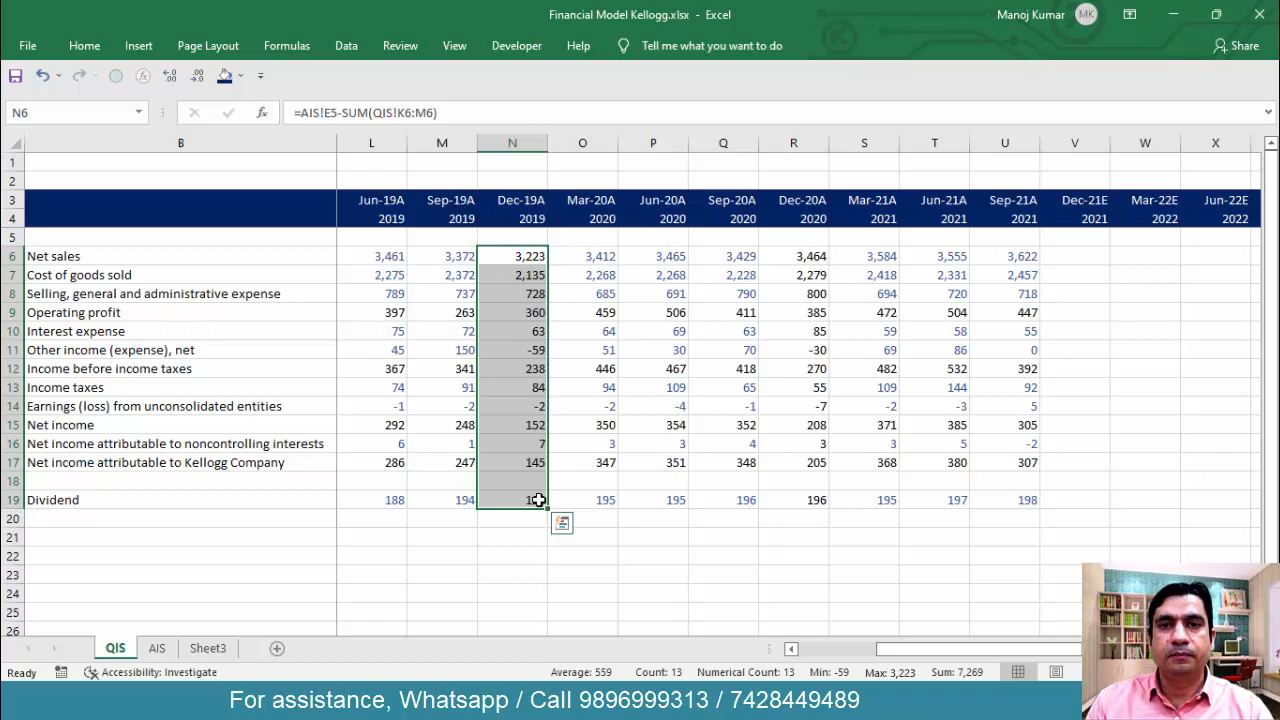 Financial Model Kellogg.xlsx - Excel
Manoj Kumar
MK
File Home Insert Page Layout Formulas Data Review View Developer Help Tell me what you want to do
Share
N6 fx =AIS!E5-SUM(QIS!K6:M6)
B L M N O P Q R S T U V W X
1
2
3 Jun-19A Sep-19A Dec-19A Mar-20A Jun-20A Sep-20A Dec-20A Mar-21A Jun-21A Sep-21A Dec-21E Mar-22E Jun-22E
4 2019 2019 2019 2020 2020 2020 2020 2021 2021 2021 2021 2022 2022
5
6 Net sales 3,461 3,372 3,223 3,412 3,465 3,429 3,464 3,584 3,555 3,622
7 Cost of goods sold 2,275 2,372 2,135 2,268 2,268 2,228 2,279 2,418 2,331 2,457
8 Selling, general and administrative expense 789 737 728 685 691 790 800 694 720 718
9 Operating profit 397 263 360 459 506 411 385 472 504 447
10 Interest expense 75 72 63 64 69 63 85 59 58 55
11 Other income (expense), net 45 150 -59 51 30 70 -30 69 86 0
12 Income before income taxes 367 341 238 446 467 418 270 482 532 392
13 Income taxes 74 91 84 94 109 65 55 109 144 92
14 Earnings (loss) from unconsolidated entities -1 -2 -2 -2 -4 -1 -7 -2 -3 5
15 Net income 292 248 152 350 354 352 208 371 385 305
16 Net income attributable to noncontrolling interests 6 1 7 3 3 4 3 3 5 -2
17 Net income attributable to Kellogg Company 286 247 145 347 351 348 205 368 380 307
18
19 Dividend 188 194 195 195 196 196 195 197 198
20
21
22
23
24
25
26
QIS AIS Sheet3
Ready Accessibility: Investigate Average: 559 Count: 13 Numerical Count: 13 Min: -59 Max: 3,223 Sum: 7,269
For assistance, Whatsapp / Call 9896999313 / 7428449489